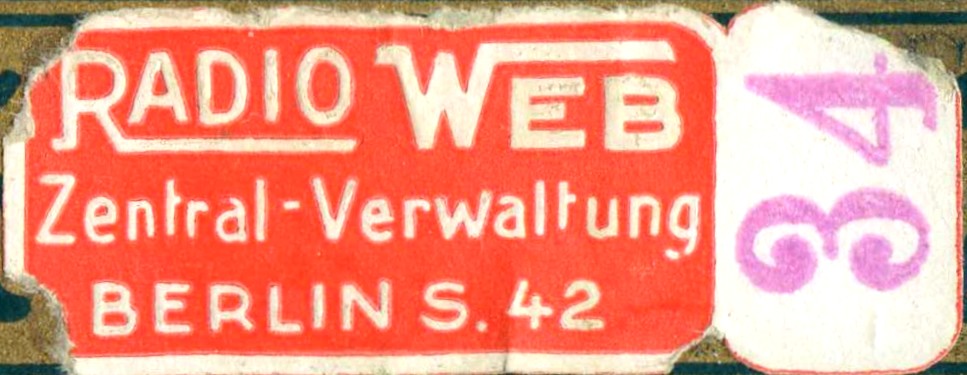 RADIO WEB
Zentral-Verwaltung
BERLIN S. 42
34